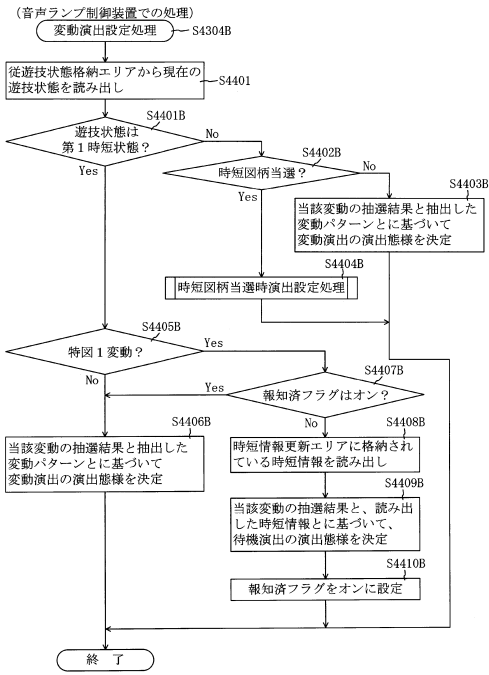 （音声ランプ制御装置での処理）
変動演出設定処理
S4304B
従遊技状態格納エリアから現在の
遊技状態を読み出し
S4401
S4401B
遊技状態は
第１時短状態？
No
Yes
S4402B
時短図柄当選？
No
Yes
S4403B
当該変動の抽選結果と抽出した
変動パターンとに基づいて
変動演出の演出態様を決定
S4404B
時短図柄当選時演出設定処理
S4405B
特図１変動？
Yes
No
S4407B
報知済フラグはオン？
Yes
No
S4406B
当該変動の抽選結果と抽出した
変動パターンとに基づいて
変動演出の演出態様を決定
S4408B
時短情報更新エリアに格納され
ている時短情報を読み出し
S4409B
当該変動の抽選結果と、読み出
した時短情報とに基づいて、
待機演出の演出態様を決定
S4410B
報知済フラグをオンに設定
終　了